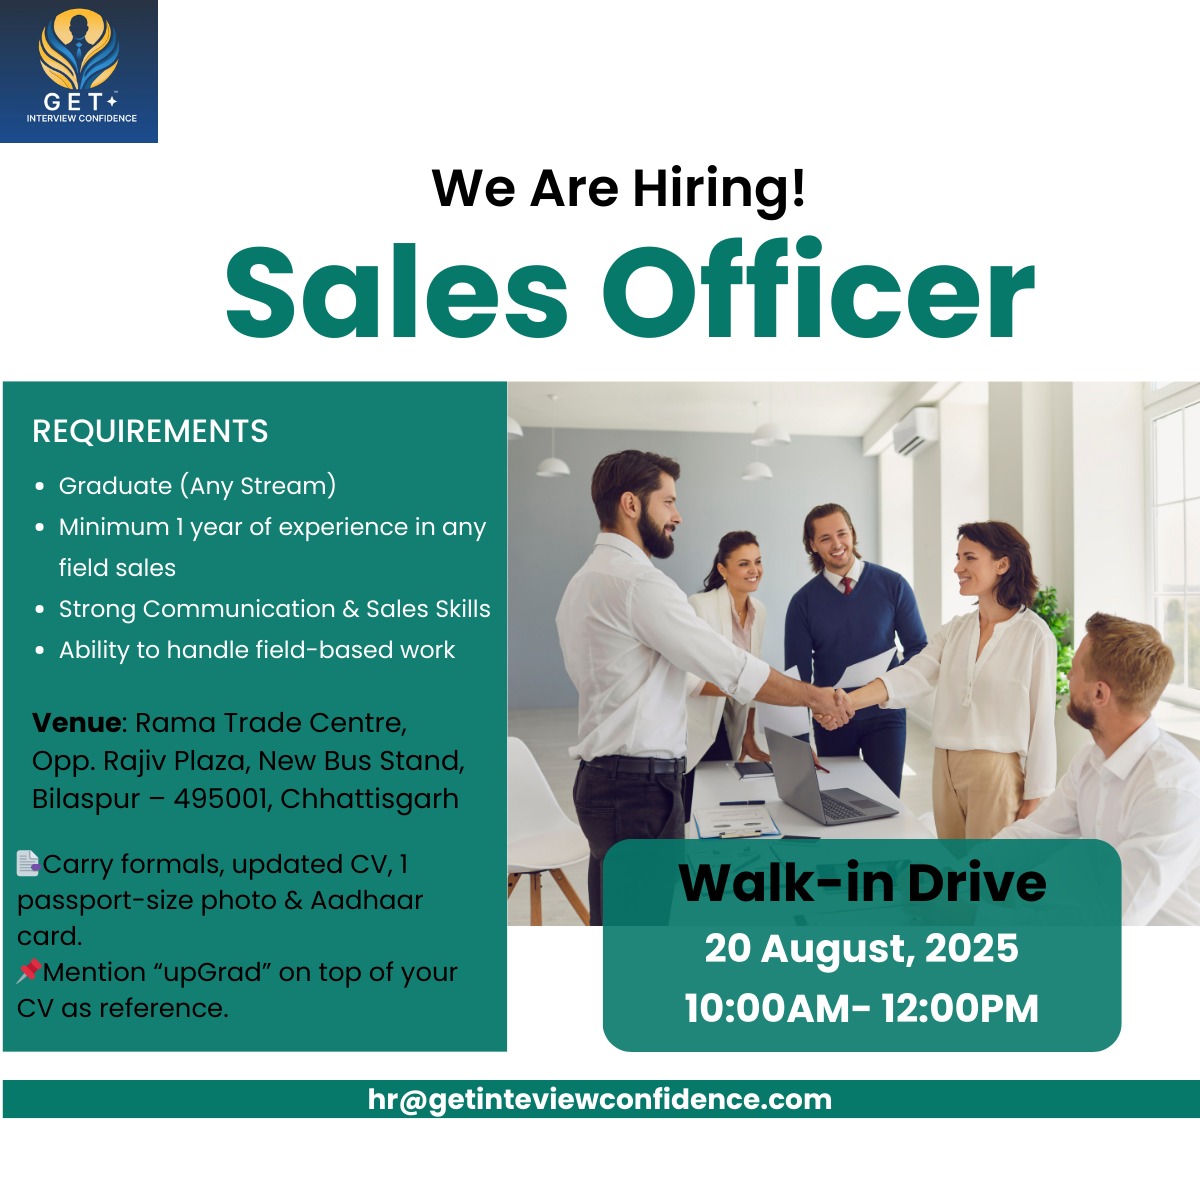 GET
INTERVIEW CONFIDENCE
We Are Hiring!
Sales Officer
REQUIREMENTS
• Graduate (Any Stream)
• Minimum 1 year of experience in any
field sales
• Strong Communication & Sales Skills
• Ability to handle field-based work
Venue: Rama Trade Centre,
Opp. Rajiv Plaza, New Bus Stand,
Bilaspur – 495001, Chhattisgarh
Carry formals, updated CV, 1
passport-size photo & Aadhaar
card.
Mention “upGrad” on top of your
CV as reference.
Walk-in Drive
20 August, 2025
10:00AM- 12:00PM
hr@getinteviewconfidence.com